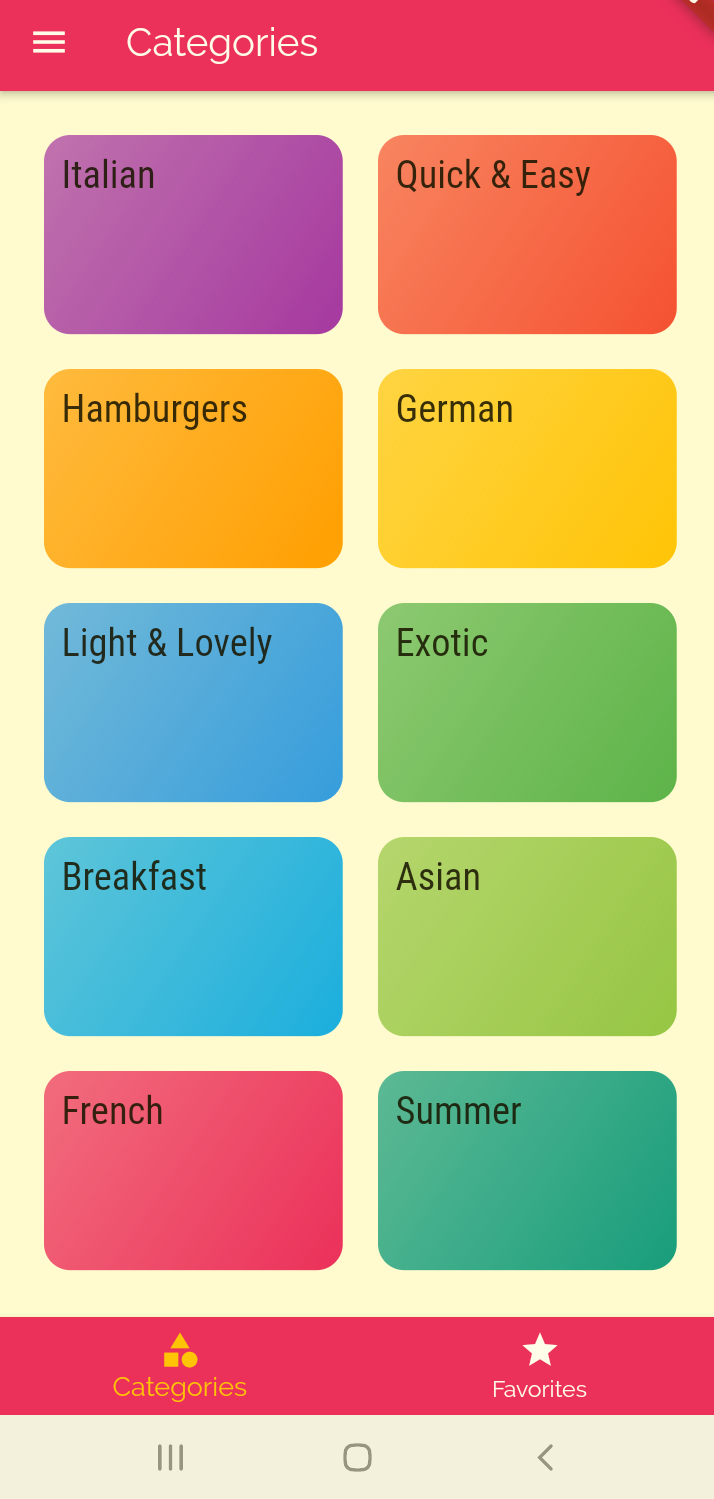 Categories
Italian
Quick & Easy
Hamburgers
German
Light & Lovely
Exotic
Breakfast
Asian
French
Summer
Categories
Favorites